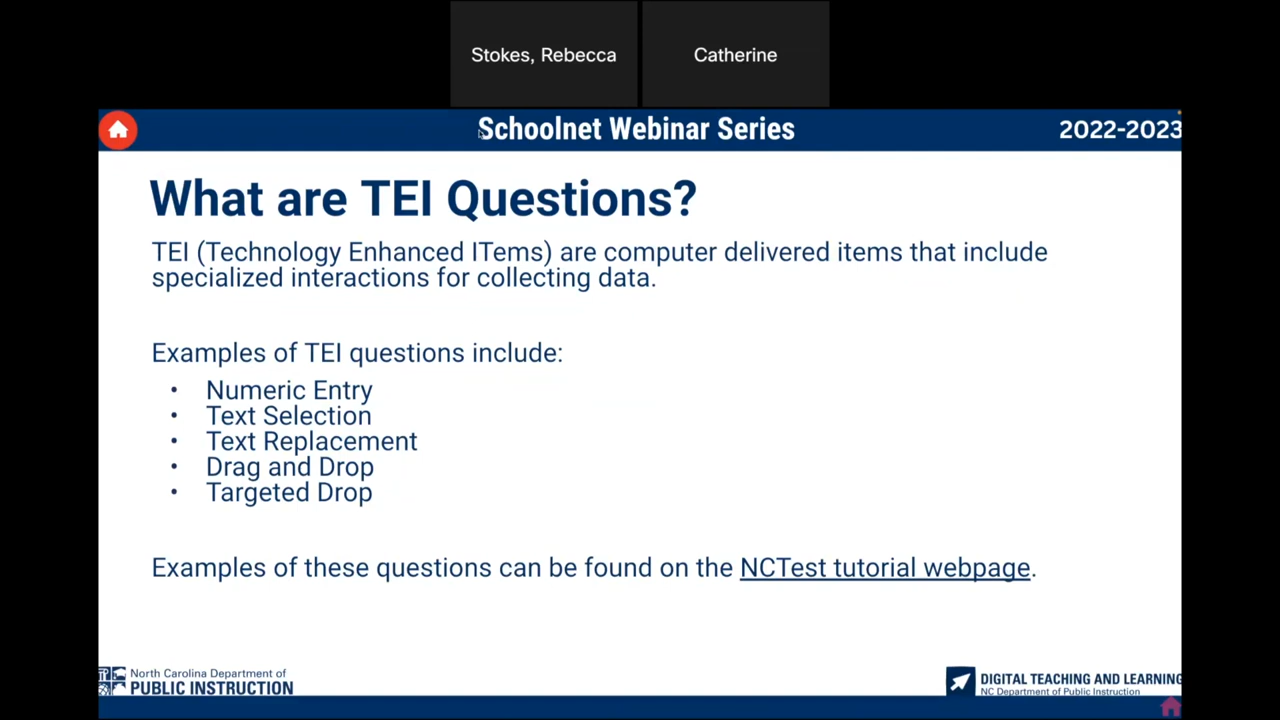 Stokes, Rebecca
Catherine
Schoolnet Webinar Series
2022-2023
What are TEI Questions?
TEI (Technology Enhanced ITems) are computer delivered items that include
specialized interactions for collecting data.
Examples of TEI questions include:
• Numeric Entry
• Text Selection
• Text Replacement
• Drag and Drop
• Targeted Drop
Examples of these questions can be found on the NCTest tutorial webpage.
North Carolina Department of
PUBLIC INSTRUCTION
DIGITAL TEACHING AND LEARNING
NC Department of Public Instruction